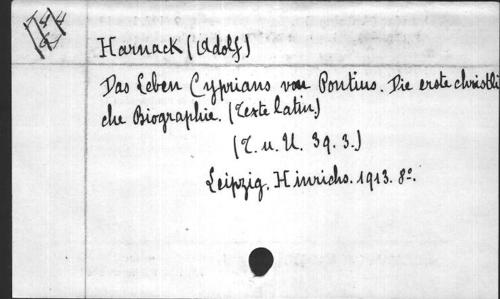 Harnack (Adolf)
Das Leben Cyprians von Pontius. Die erste christli
che Biographie. (Texte latin)
(T. u. U. 39. 3.)
Leipzig, Hinrichs. 1913. 8º.